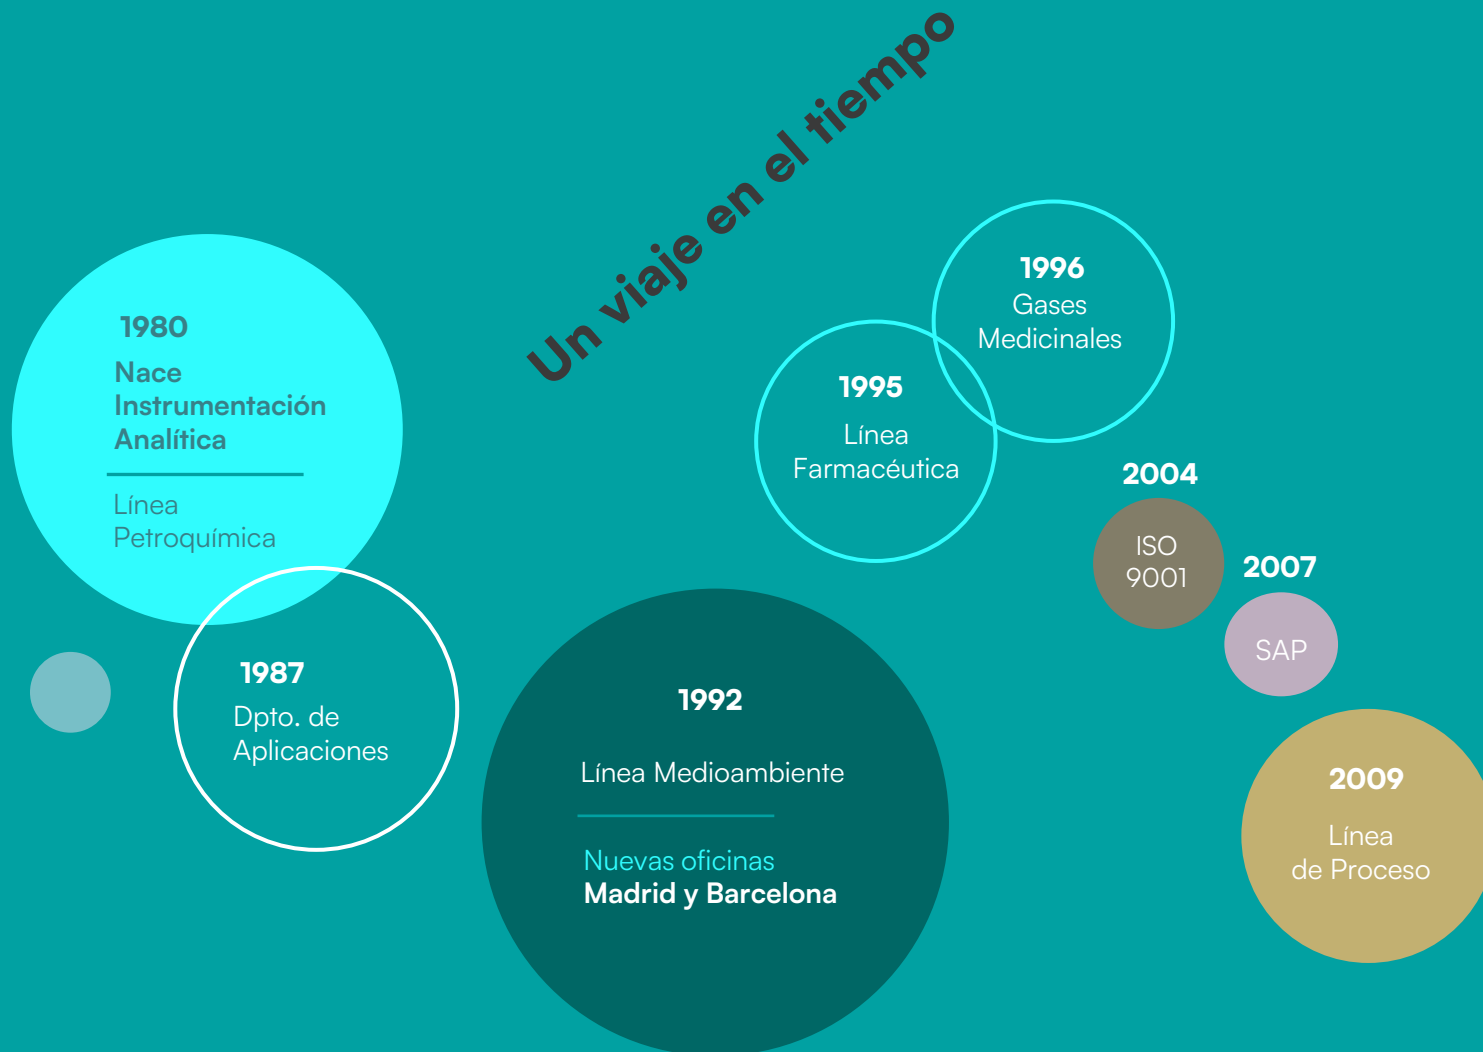 Un viaje en el tiempo
1980
Nace
Instrumentación
Analítica
Línea
Petroquímica
1987
Dpto. de
Aplicaciones
1992
Línea Medioambiente
Nuevas oficinas
Madrid y Barcelona
1995
Línea
Farmacéutica
1996
Gases
Medicinales
2004
ISO
9001
2007
SAP
2009
Línea
de Proceso